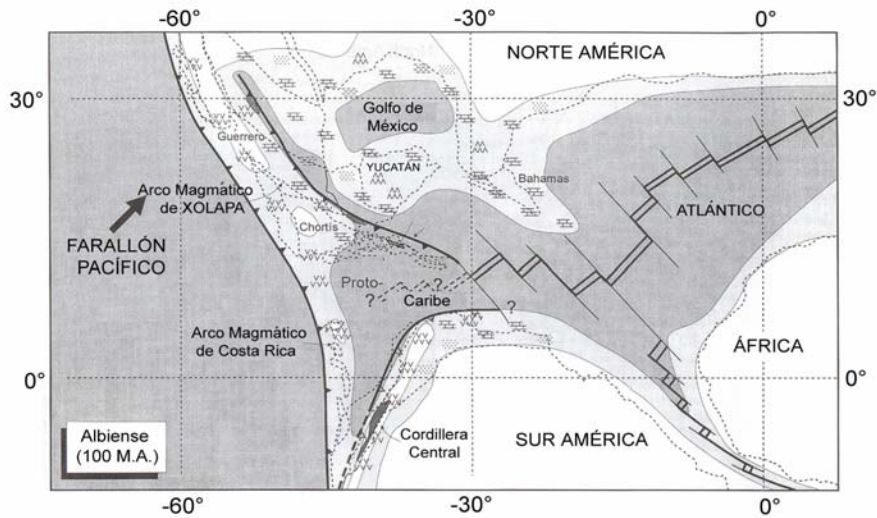 -60°
-30°
0°
NORTE AMÉRICA
30°
30°
Golfo de
México
Guerrero
YUCATÁN
Bahamas
Arco Magmático
de XOLAPA
ATLÁNTICO
Chortís
FARALLÓN
PACÍFICO
Proto-
?
?
Caribe
?
Arco Magmático
de Costa Rica
ÁFRICA
0°
0°
Albiense
(100 M.A.)
Cordillera
Central
SUR AMÉRICA
-60°
-30°
0°